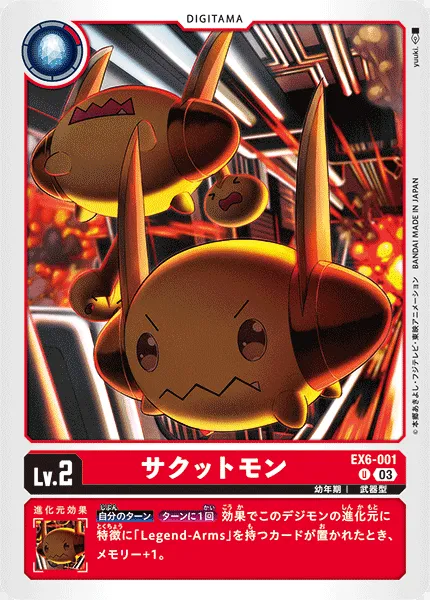 DIGITAMA
yuuki.
BANDAI MADE IN JAPAN
© 本郷あきよし・フジテレビ・東映アニメーション
EX6-001
Lv.2
サクットモン
U 03
幼年期Ⅰ 武器型
進化元効果
自分のターン ターンに1回 効果でこのデジモンの進化元に
特徴に「Legend-Arms」を持つカードが置かれたとき、
メモリー+1。